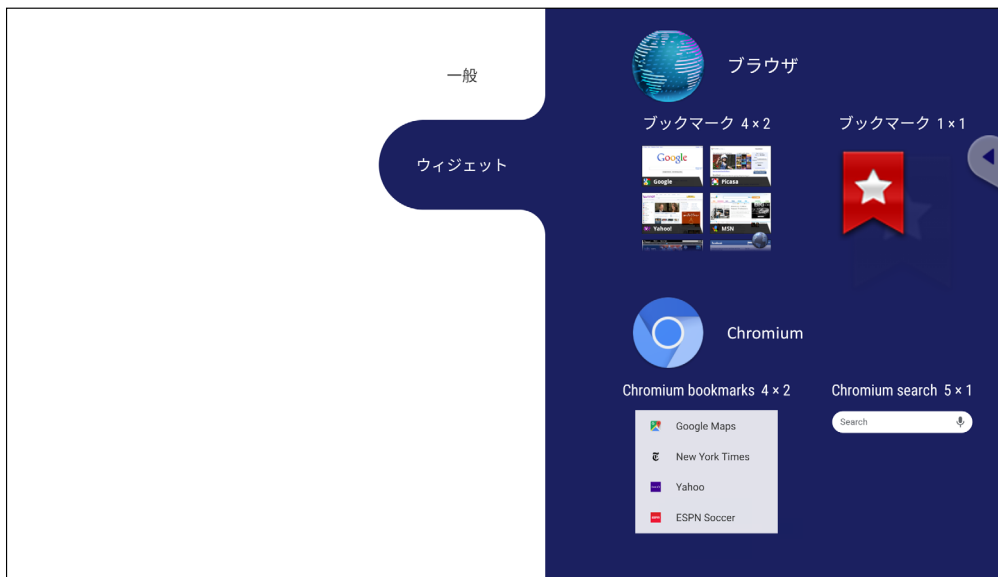 一般
ウィジェット
ブラウザ
ブックマーク 4 × 2
ブックマーク 1 × 1
Google
Google
Picasa
Yahoo!
MSN
Chromium
Chromium bookmarks 4 × 2
Chromium search 5 × 1
Google Maps
New York Times
Yahoo
ESPN Soccer
Search